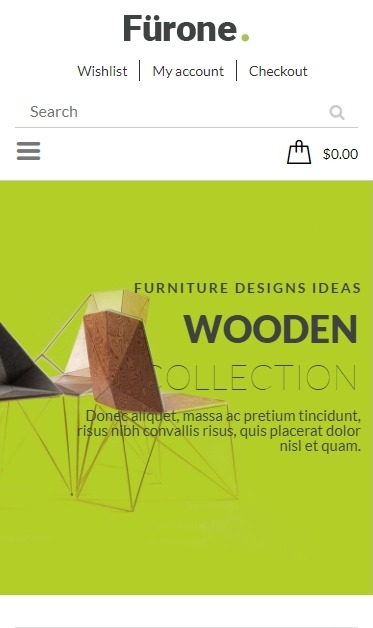 Fürone.
Wishlist
My account
Checkout
Search
$0.00
FURNITURE DESIGNS IDEAS
WOODEN
COLLECTION
Donec aliquet, massa ac pretium tincidunt,
risus nibh convallis risus, quis placerat dolor
nisl et quam.